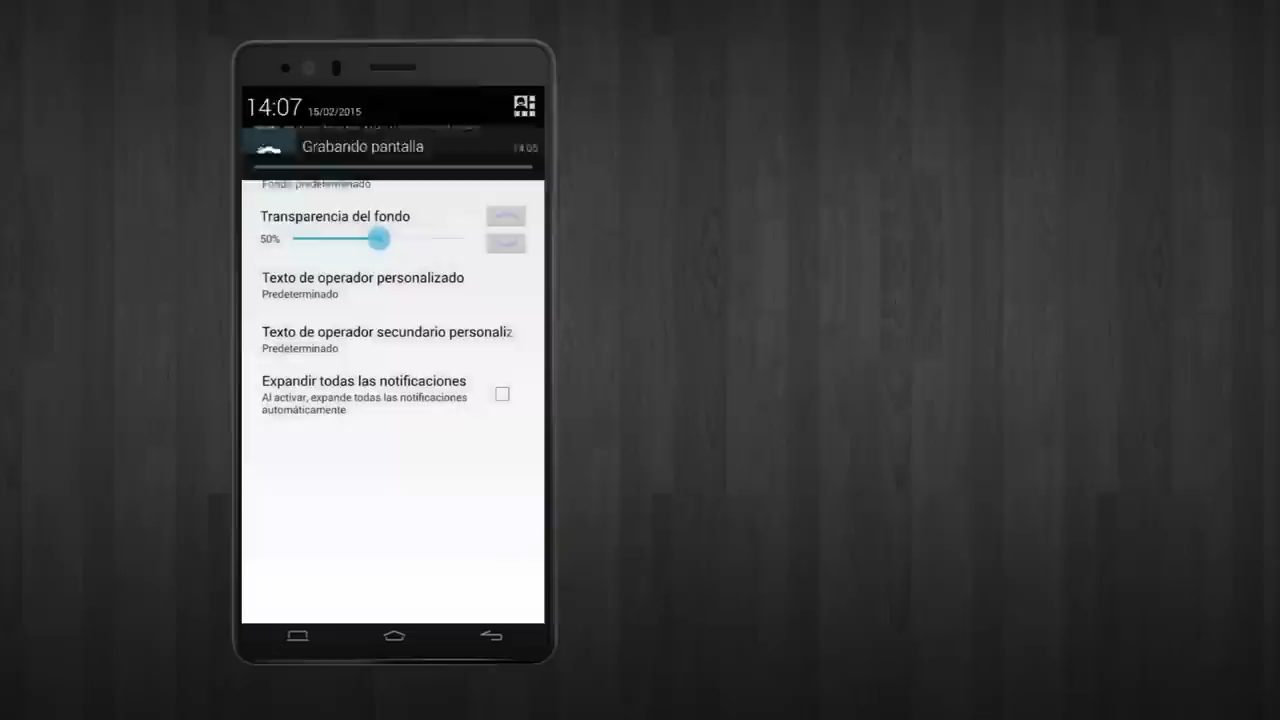 14:07 15/02/2015
Grabando pantalla 14:05
Fondo predeterminado
Transparencia del fondo
50%
Texto de operador personalizado
Predeterminado
Texto de operador secundario personaliz
Predeterminado
Expandir todas las notificaciones
Al activar, expande todas las notificaciones
automáticamente